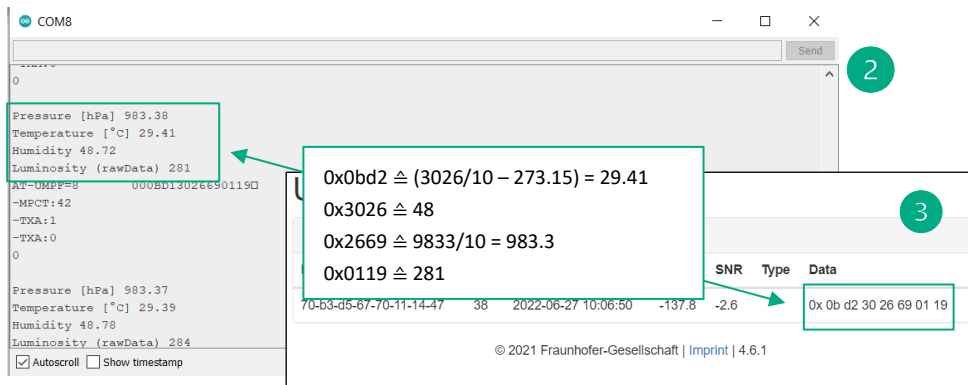 COM8
Send
2
0
Pressure [hPa] 983.38
Temperature [°C] 29.41
Humidity 48.72
Luminosity (rawData) 281
AT-UMPF=8 000BD13026690119□
-MPCT:42
-TXA:1
-TXA:0
0
Pressure [hPa] 983.37
Temperature [°C] 29.39
Humidity 48.78
Luminosity (rawData) 284
Autoscroll Show timestamp
0x0bd2 ≙ (3026/10 – 273.15) = 29.41
0x3026 ≙ 48
0x2669 ≙ 9833/10 = 983.3
0x0119 ≙ 281
3
SNR Type Data
70-b3-d5-67-70-11-14-47 38 2022-06-27 10:06:50 -137.8 -2.6 0x 0b d2 30 26 69 01 19
© 2021 Fraunhofer-Gesellschaft | Imprint | 4.6.1